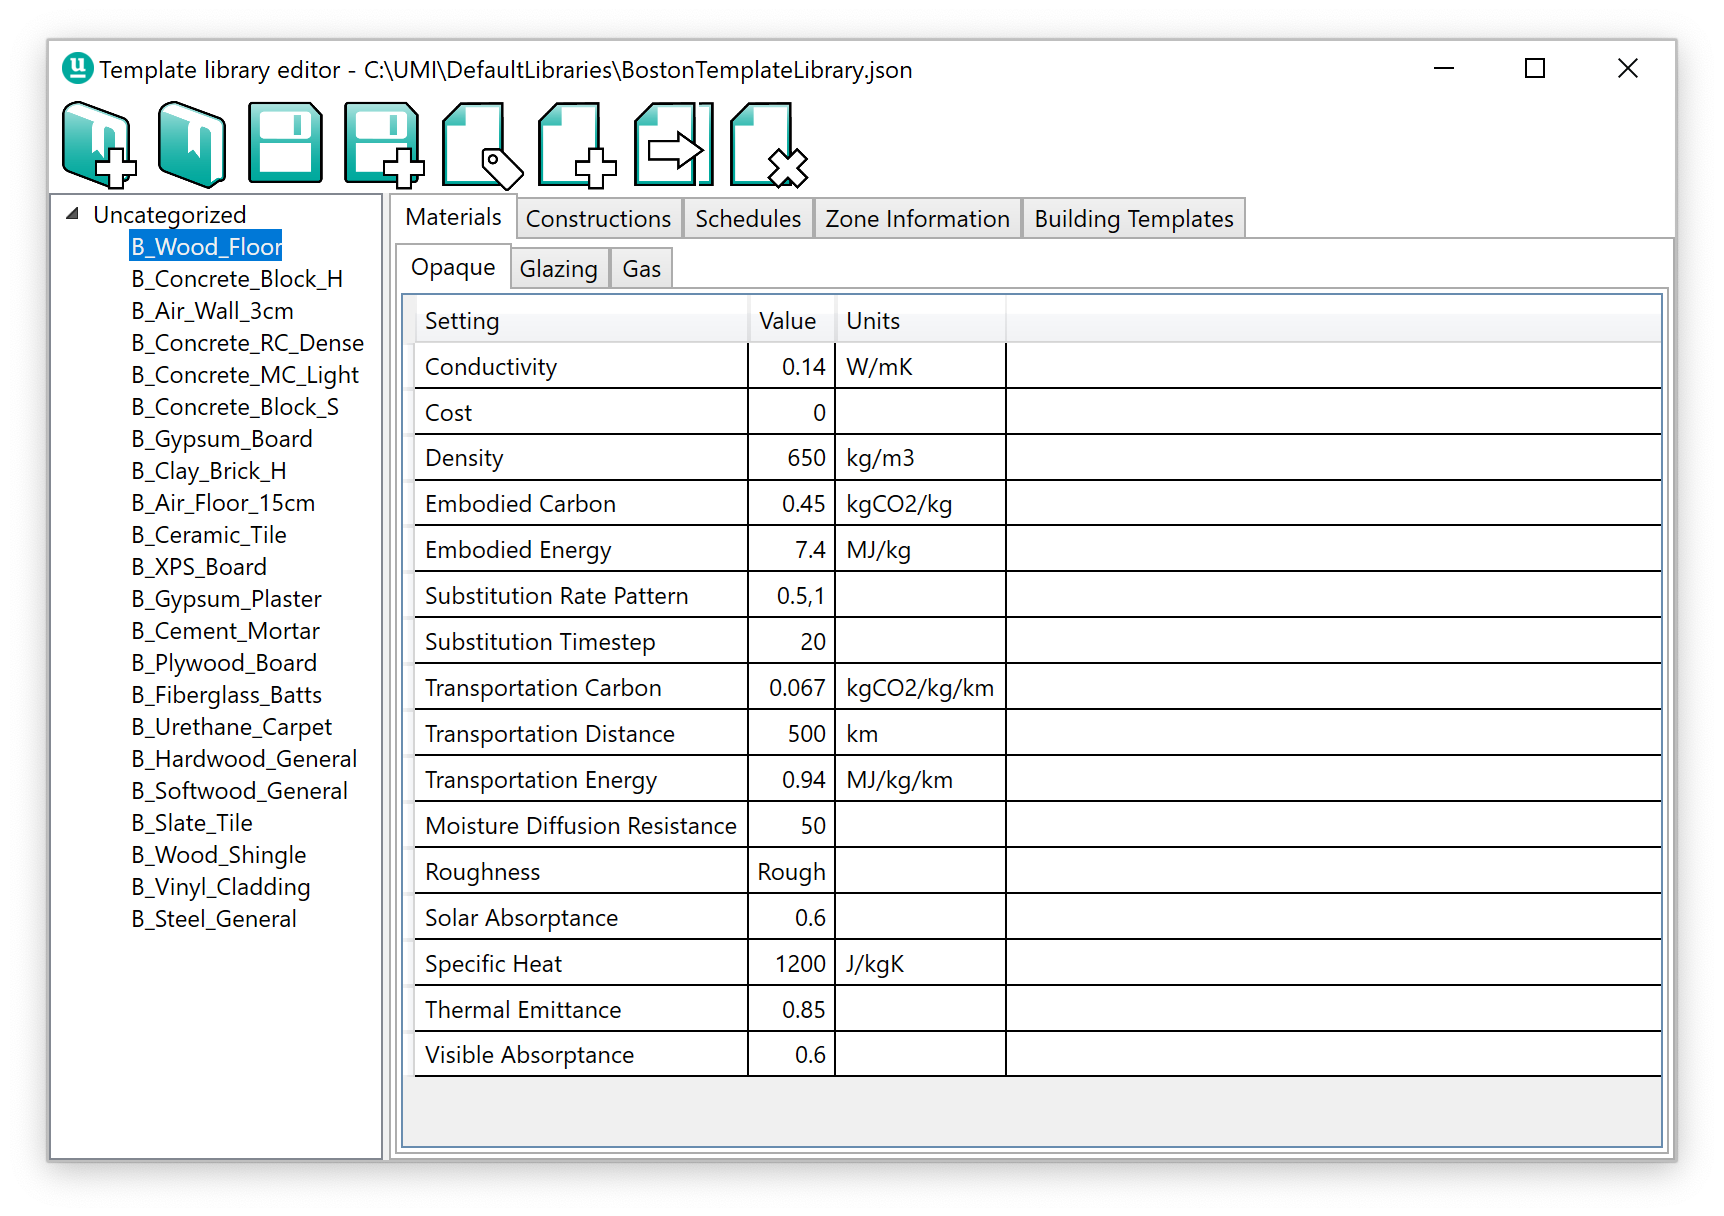 Template library editor - C:\UMI\DefaultLibraries\BostonTemplateLibrary.json
Uncategorized
B_Wood_Floor
B_Concrete_Block_H
B_Air_Wall_3cm
B_Concrete_RC_Dense
B_Concrete_MC_Light
B_Concrete_Block_S
B_Gypsum_Board
B_Clay_Brick_H
B_Air_Floor_15cm
B_Ceramic_Tile
B_XPS_Board
B_Gypsum_Plaster
B_Cement_Mortar
B_Plywood_Board
B_Fiberglass_Batts
B_Urethane_Carpet
B_Hardwood_General
B_Softwood_General
B_Slate_Tile
B_Wood_Shingle
B_Vinyl_Cladding
B_Steel_General
Materials Constructions Schedules Zone Information Building Templates
Opaque Glazing Gas
Setting Value Units
Conductivity 0.14 W/mK
Cost 0
Density 650 kg/m3
Embodied Carbon 0.45 kgCO2/kg
Embodied Energy 7.4 MJ/kg
Substitution Rate Pattern 0.5,1
Substitution Timestep 20
Transportation Carbon 0.067 kgCO2/kg/km
Transportation Distance 500 km
Transportation Energy 0.94 MJ/kg/km
Moisture Diffusion Resistance 50
Roughness Rough
Solar Absorptance 0.6
Specific Heat 1200 J/kgK
Thermal Emittance 0.85
Visible Absorptance 0.6